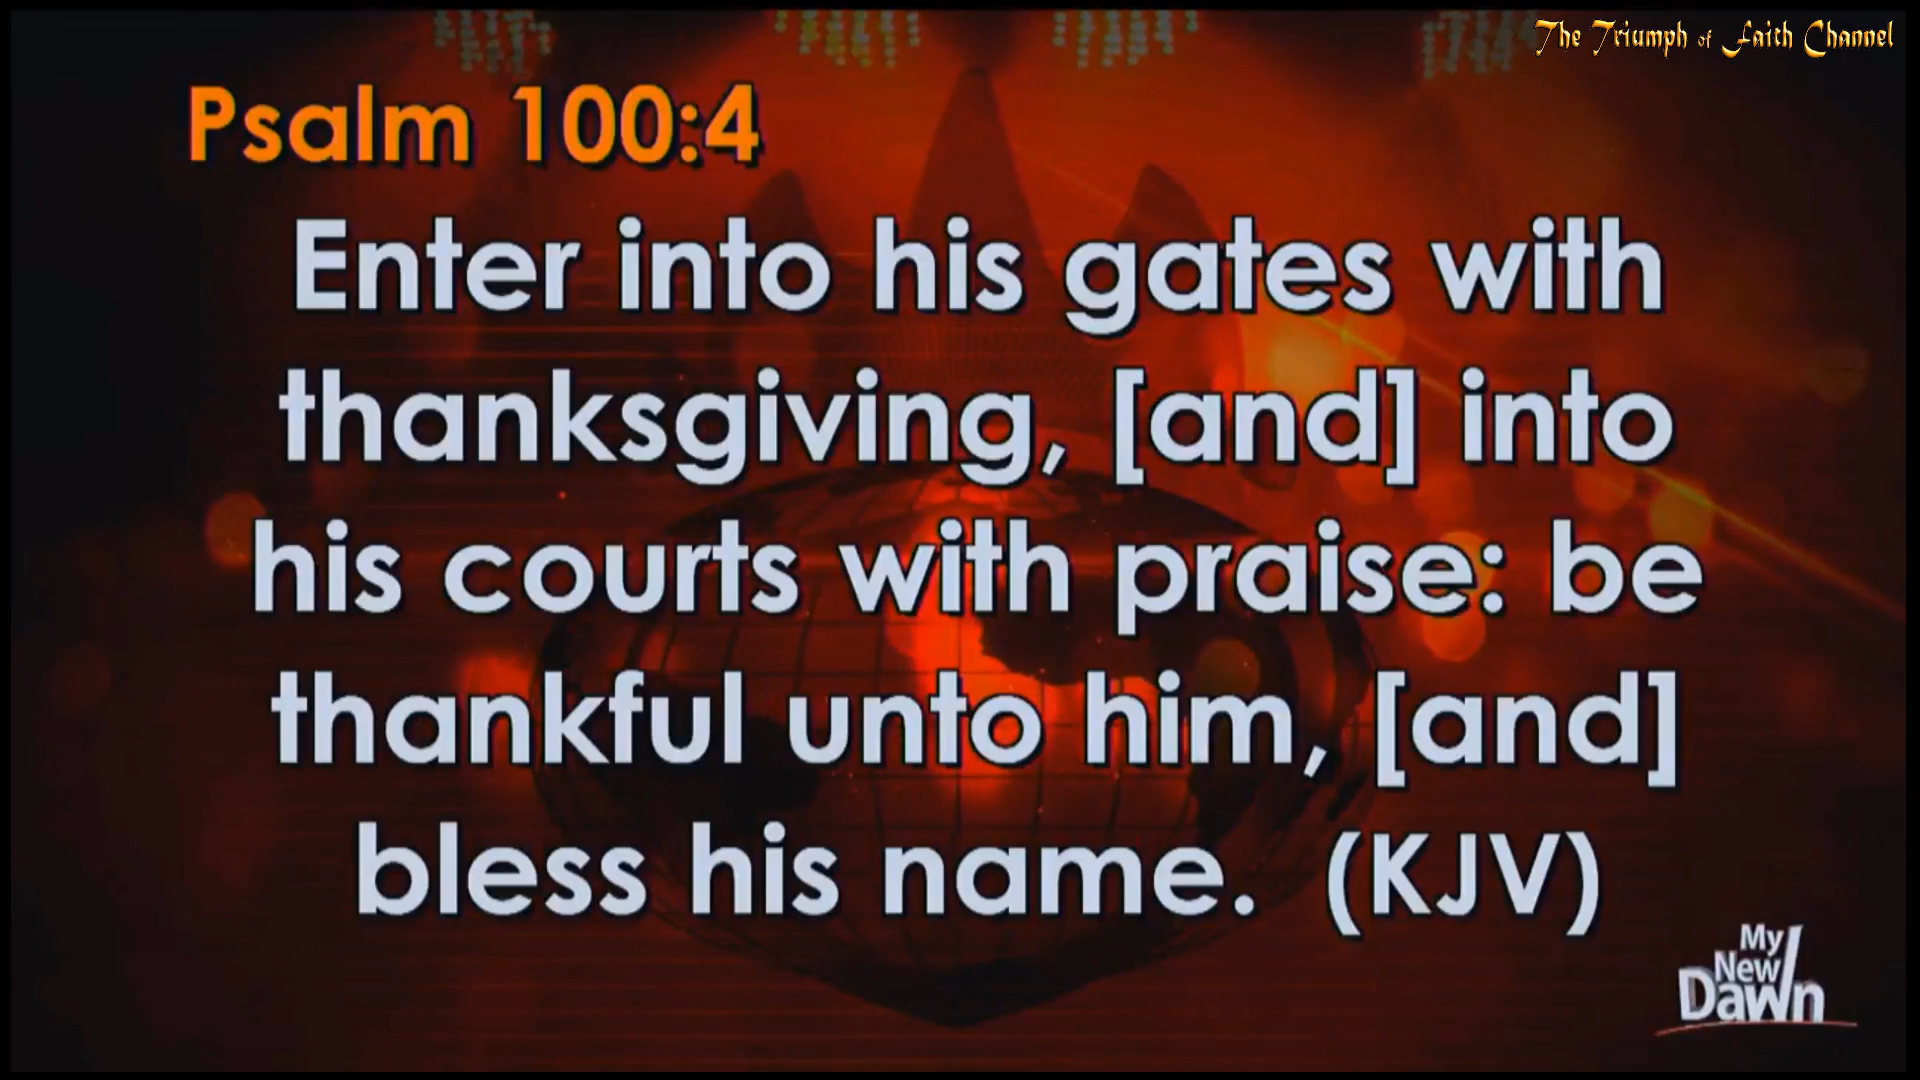 The Triumph of Faith Channel
Psalm 100:4
Enter into his gates with
thanksgiving, [and] into
his courts with praise: be
thankful unto him, [and]
bless his name. (KJV)
My
New
Dawn